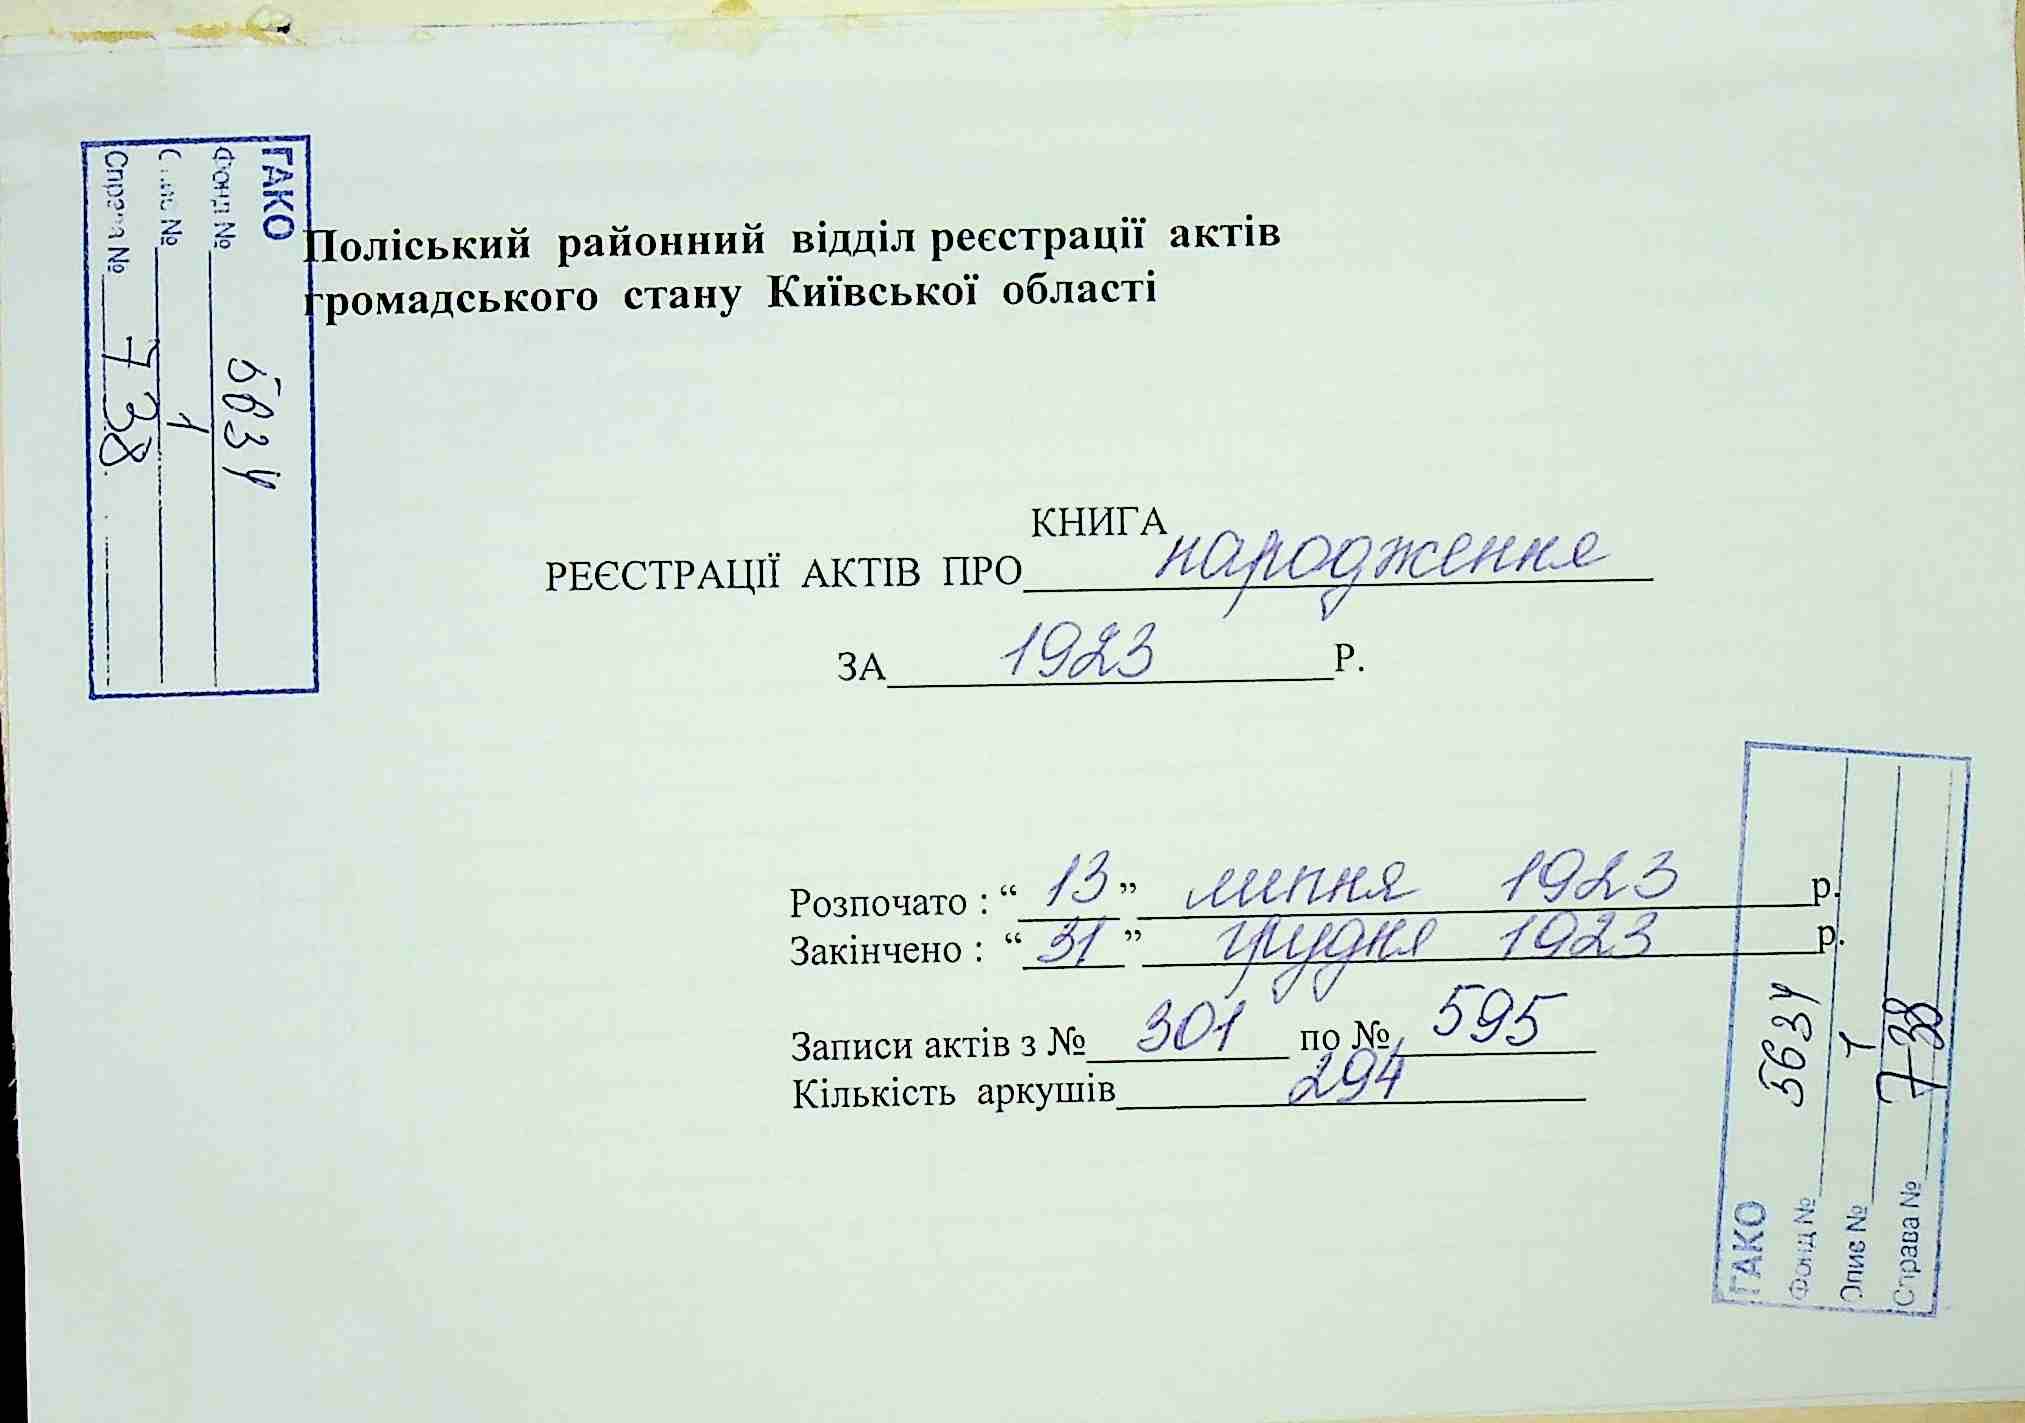 ГАКО
Фонд № 5634
Опис № 1
Справа № 738
Поліський районний відділ реєстрації актів
громадського стану Київської області
КНИГА
РЕЄСТРАЦІЇ АКТІВ ПРО народження
ЗА 1923 Р.
Розпочато : “ 13 ” липня 1923 р.
Закінчено : “ 31 ” грудня 1923 р.
Записи актів з № 301 по № 595
Кількість аркушів 294
ГАКО
Фонд № 5634
Опис № 1
Справа № 738